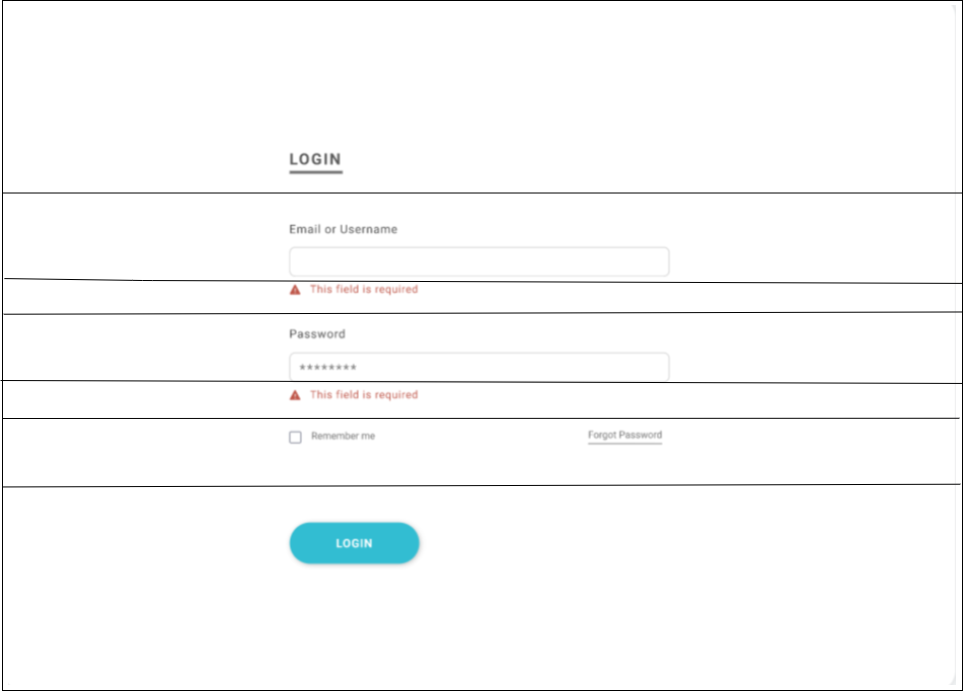 LOGIN
Email or Username
This field is required
Password
********
This field is required
Remember me Forgot Password
LOGIN